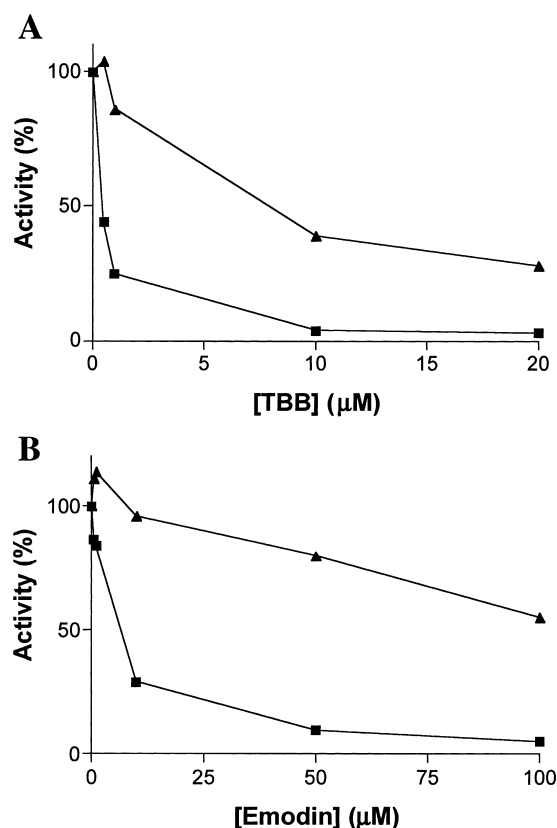 A
100
50
0
Activity (%)
0 5 10 15 20
[TBB] (μM)
B
100
50
0
Activity (%)
0 25 50 75 100
[Emodin] (μM)